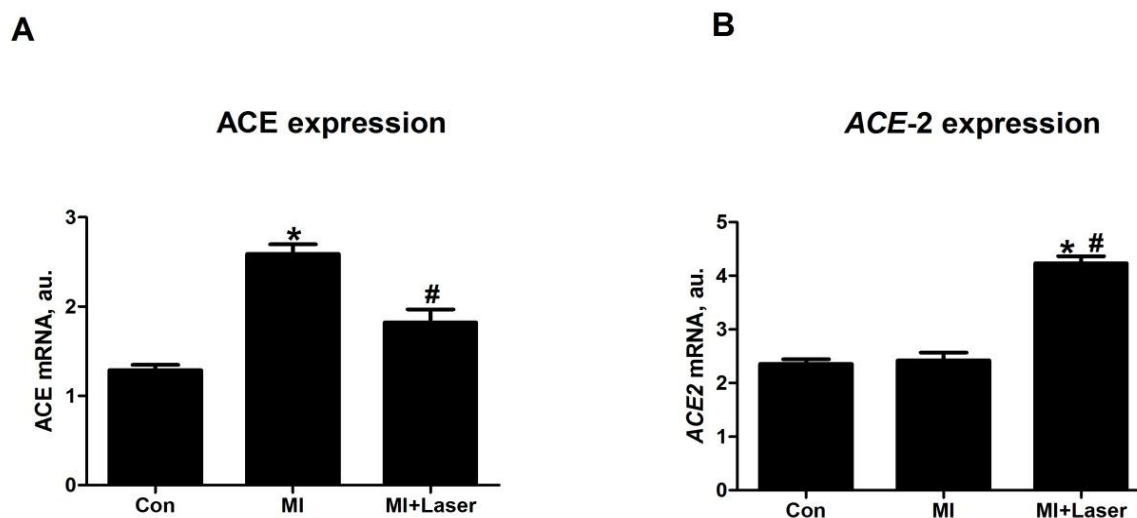 A
ACE expression
ACE mRNA, au.
3
2
1
0
*
#
Con
MI
MI+Laser
B
ACE-2 expression
ACE2 mRNA, au.
5
4
3
2
1
0
* #
Con
MI
MI+Laser